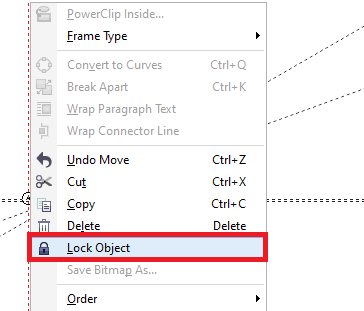 PowerClip Inside...
Frame Type
Convert to Curves Ctrl+Q
Break Apart Ctrl+K
Wrap Paragraph Text
Wrap Connector Line
Undo Move Ctrl+Z
Cut Ctrl+X
Copy Ctrl+C
Delete Delete
Lock Object
Save Bitmap As...
Order